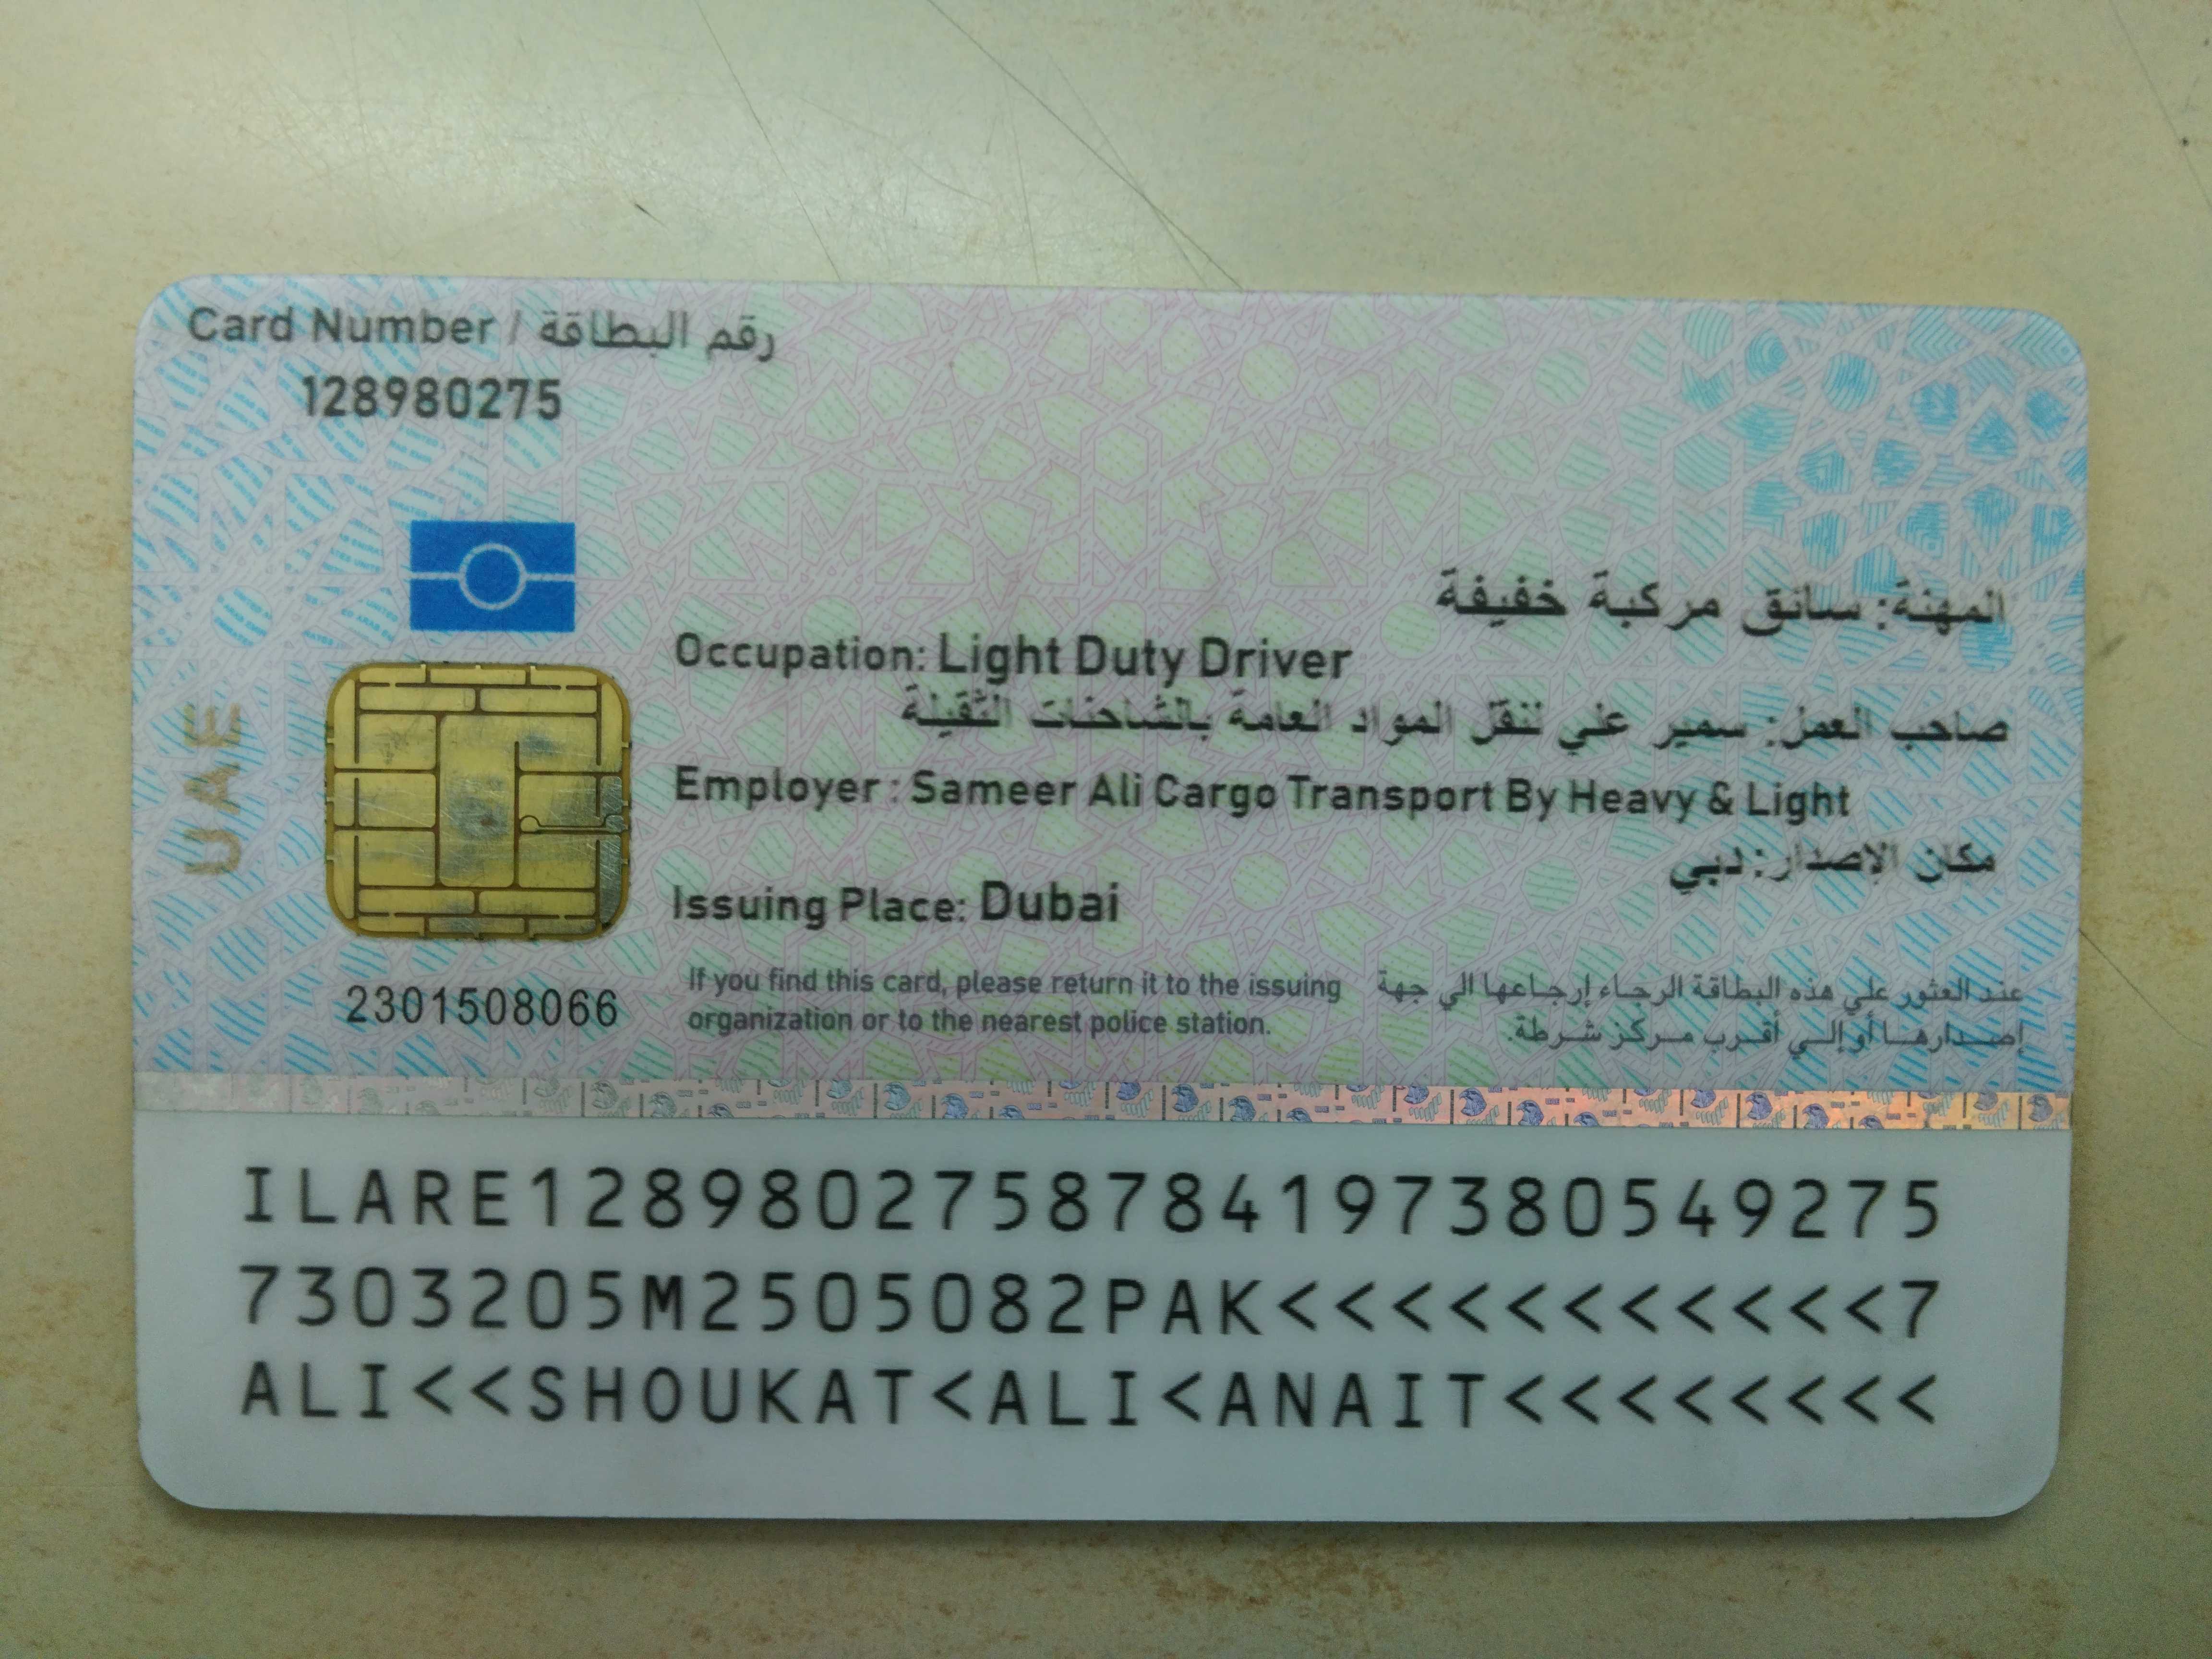 Card Number / رقم البطاقة
128980275
المهنة: سائق مركبة خفيفة
Occupation: Light Duty Driver
صاحب العمل: سمير علي لنقل المواد العامة بالشاحنات الثقيلة
Employer : Sameer Ali Cargo Transport By Heavy & Light
مكان الإصدار: دبي
Issuing Place: Dubai
UAE
2301508066
If you find this card, please return it to the issuing
organization or to the nearest police station.
عند العثور علي هذه البطاقة الرجاء إرجاعها الي جهة
إصدارها أو إلي أقرب مركز شرطة.
ILARE1289802758784197380549275
7303205M2505082PAK<<<<<<<<<<<7
ALI<<SHOUKAT<ALI<ANAIT<<<<<<<<